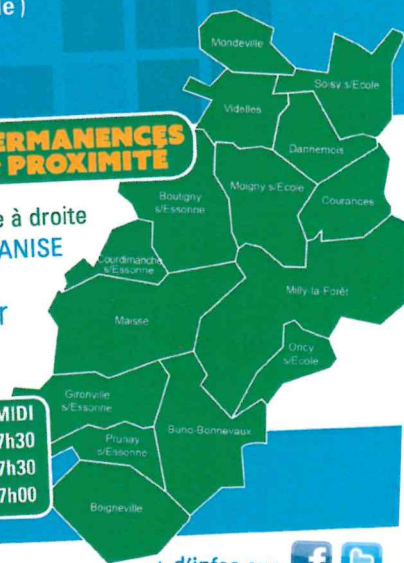 Mondeville
Soisy s/Ecole
Videlles
Dannemois
ERMANENCES
PROXIMITÉ
Boutigny
s/Essonne
Moigny s/Ecole
Courances
e à droite
ANISE
Courdimanche
s/Essonne
Milly-la-Forêt
r
Maisse
Oncy
s/Ecole
Gironville
s/Essonne
MIDI
7h30
7h30
7h00
Prunay
s/Essonne
Buno-Bonnevaux
Boigneville
d'infos sur